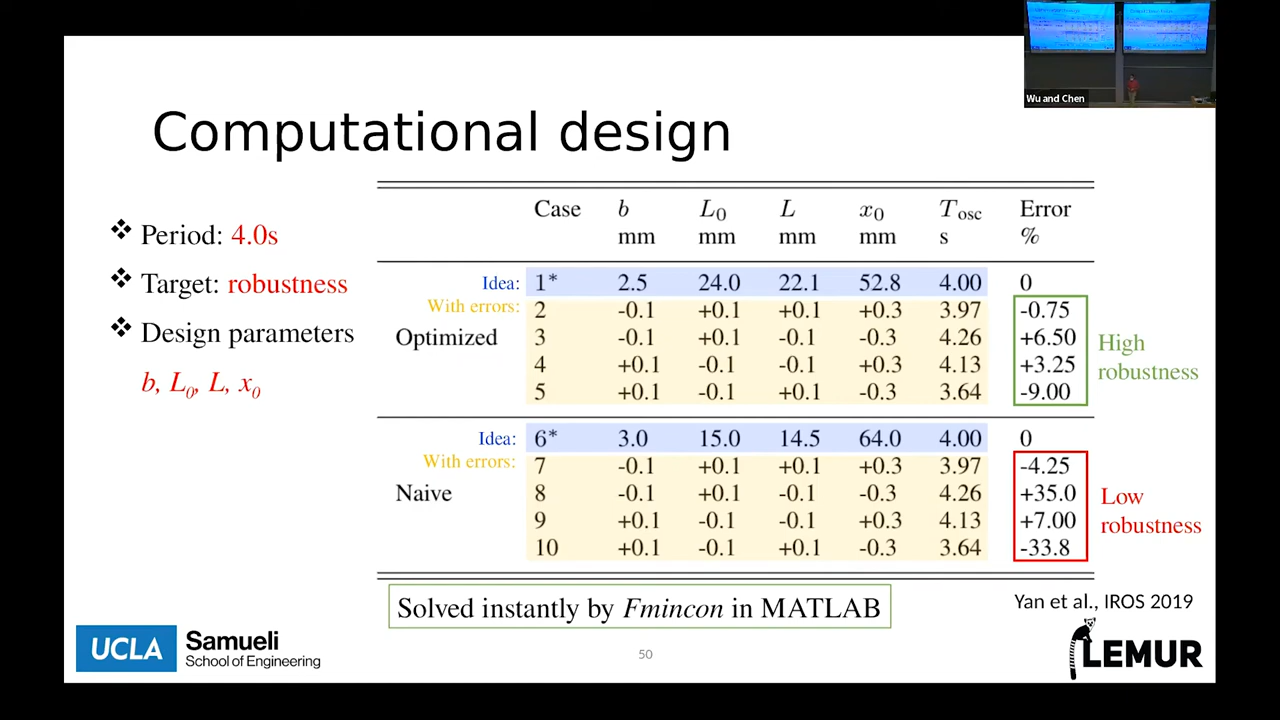 Wu and Chen
Computational design
❖ Period: 4.0s
❖ Target: robustness
❖ Design parameters
b, L0, L, x0
Case b L0 L x0 Tosc Error
mm mm mm mm s %
Idea: 1* 2.5 24.0 22.1 52.8 4.00 0
With errors: 2 -0.1 +0.1 +0.1 +0.3 3.97 -0.75
Optimized 3 -0.1 +0.1 -0.1 -0.3 4.26 +6.50
4 +0.1 -0.1 -0.1 +0.3 4.13 +3.25
5 +0.1 -0.1 +0.1 -0.3 3.64 -9.00
High
robustness
Idea: 6* 3.0 15.0 14.5 64.0 4.00 0
With errors: 7 -0.1 +0.1 +0.1 +0.3 3.97 -4.25
Naive 8 -0.1 +0.1 -0.1 -0.3 4.26 +35.0
9 +0.1 -0.1 -0.1 +0.3 4.13 +7.00
10 +0.1 -0.1 +0.1 -0.3 3.64 -33.8
Low
robustness
Solved instantly by Fmincon in MATLAB
Yan et al., IROS 2019
UCLA Samueli
School of Engineering
50
LEMUR